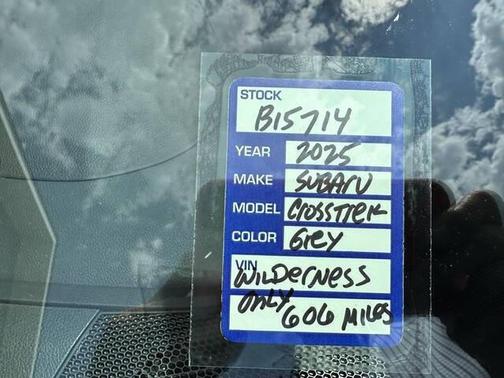 STOCK
B15714
YEAR 2025
MAKE SUBARU
MODEL CROSSTREK
COLOR GREY
VIN
WILDERNESS
ONLY 606 MILES